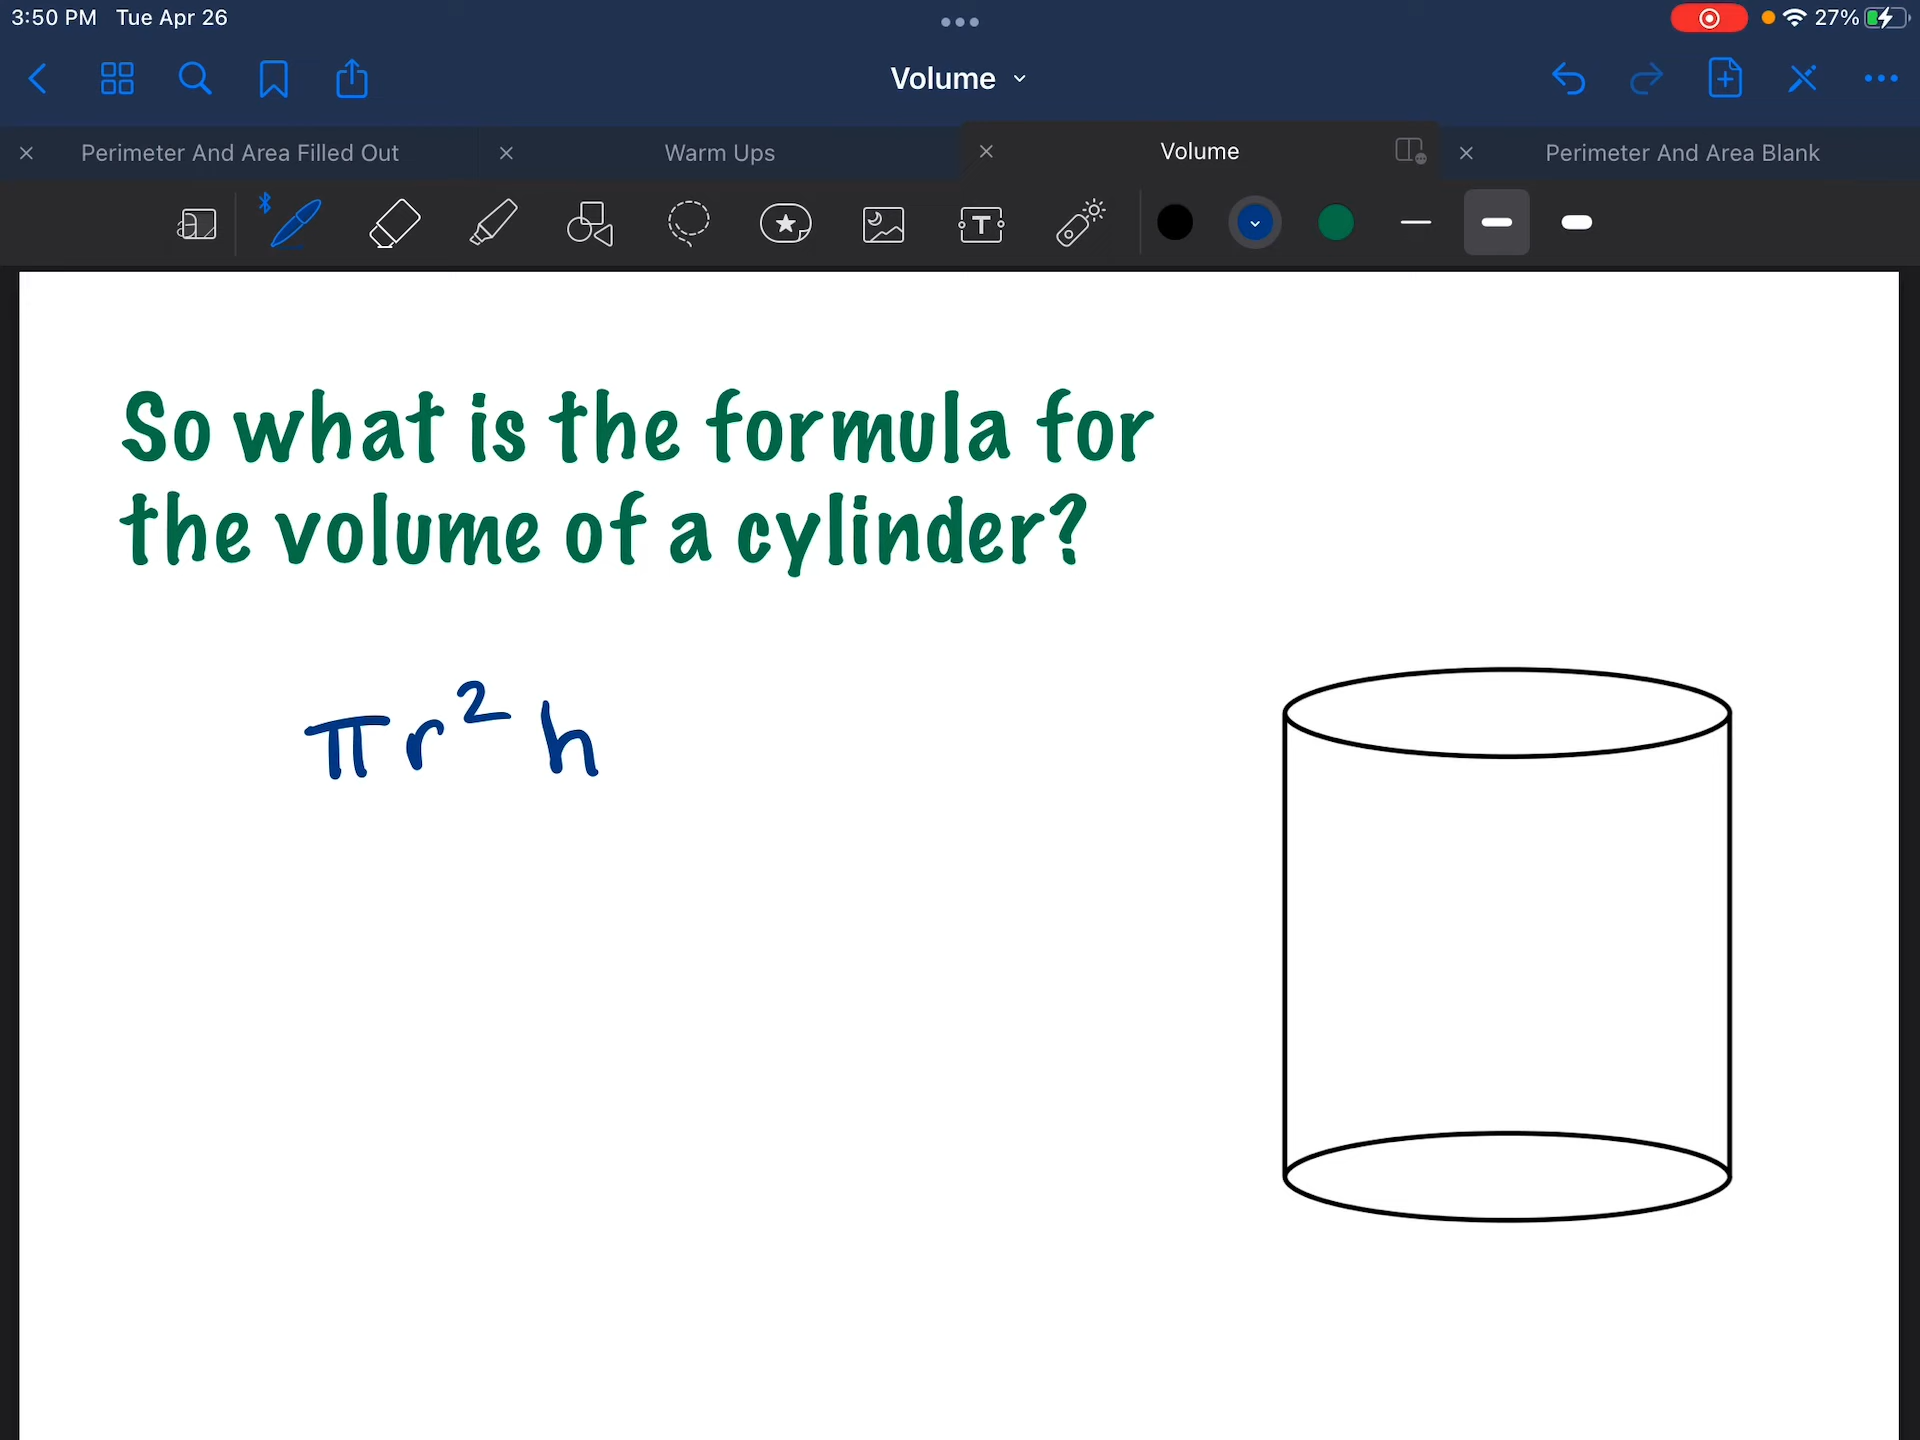 3:50 PM Tue Apr 26
27%
Volume
Perimeter And Area Filled Out
Warm Ups
Volume
Perimeter And Area Blank
T
So what is the formula for
the volume of a cylinder?
πr²h